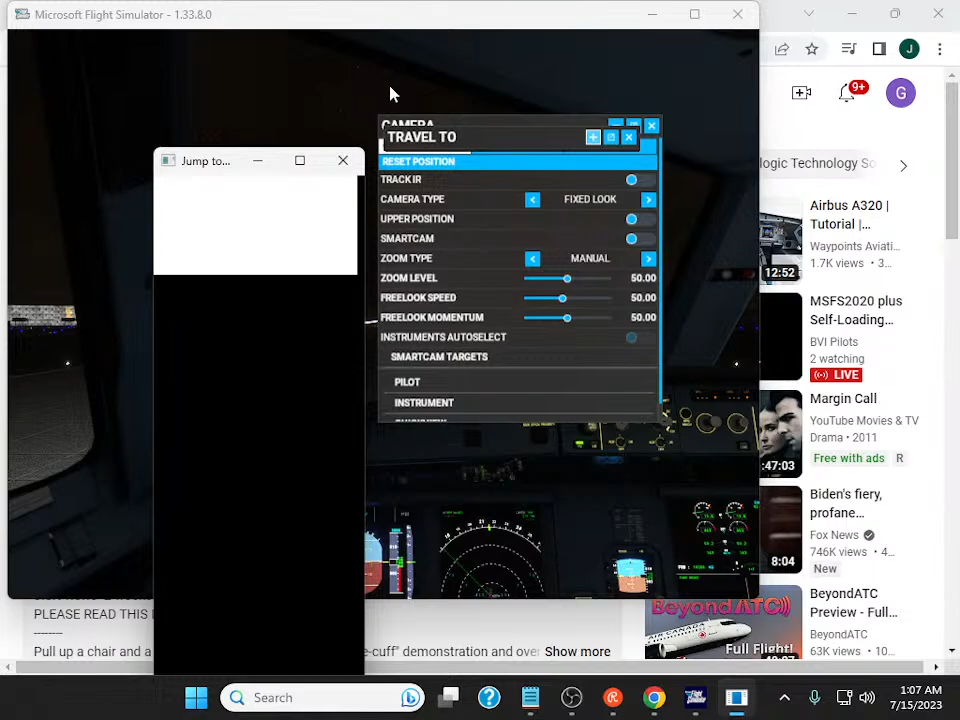 Microsoft Flight Simulator - 1.33.8.0
J
9+
G
CAMERA
TRAVEL TO
Jump to...
RESET POSITION
TRACK IR
CAMERA TYPE
FIXED LOOK
UPPER POSITION
SMARTCAM
ZOOM TYPE
MANUAL
ZOOM LEVEL
50.00
FREELOOK SPEED
50.00
FREELOOK MOMENTUM
50.00
INSTRUMENTS AUTOSELECT
SMARTCAM TARGETS
PILOT
INSTRUMENT
logic Technology So
Airbus A320 |
Tutorial |...
Waypoints Aviati...
1.7K views • 3...
12:52
MSFS2020 plus
Self-Loading...
BVI Pilots
2 watching
LIVE
Margin Call
YouTube Movies & TV
Drama • 2011
Free with ads
R
:47:03
Biden's fiery,
profane...
Fox News
746K views • 4...
New
8:04
BeyondATC
Preview - Full...
BeyondATC
63K views • 10...
BeyondATC
AIR CANADA
Full Flight!
PLEASE READ THIS
--------
Pull up a chair and a
e-cuff" demonstration and over
Show more
Search
1:07 AM
7/15/2023